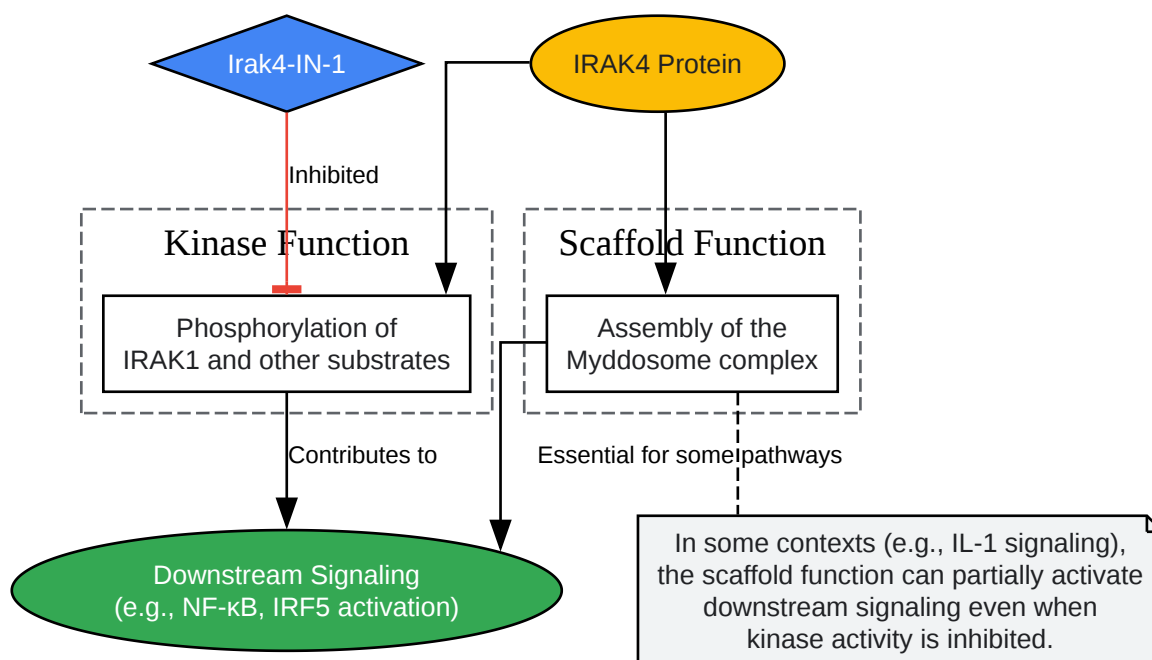 Irak4-IN-1
IRAK4 Protein
Inhibited
Kinase Function
Scaffold Function
Phosphorylation of
IRAK1 and other substrates
Assembly of the
Myddosome complex
Contributes to
Essential for some pathways
Downstream Signaling
(e.g., NF-κB, IRF5 activation)
In some contexts (e.g., IL-1 signaling),
the scaffold function can partially activate
downstream signaling even when
kinase activity is inhibited.